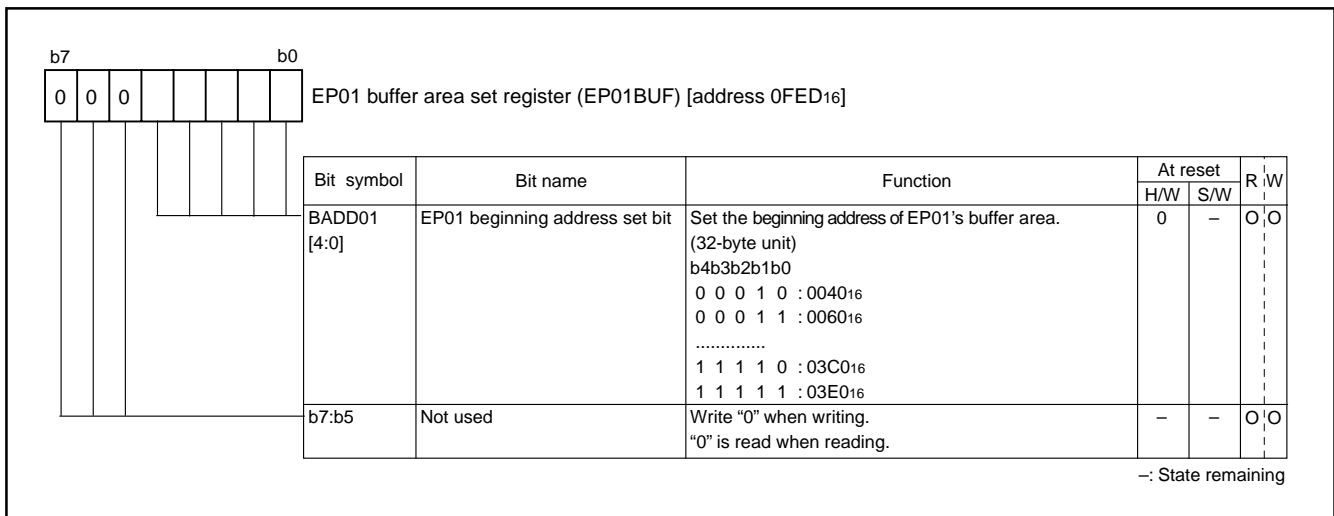 b7 b0
0 0 0
EP01 buffer area set register (EP01BUF) [address 0FED16]
Bit symbol Bit name Function At reset R W
H/W S/W
BADD01 EP01 beginning address set bit Set the beginning address of EP01's buffer area. 0 – O O
[4:0] (32-byte unit)
b4b3b2b1b0
0 0 0 1 0 : 004016
0 0 0 1 1 : 006016
..............
1 1 1 1 0 : 03C016
1 1 1 1 1 : 03E016
b7:b5 Not used Write “0” when writing. – – O O
“0” is read when reading.
–: State remaining